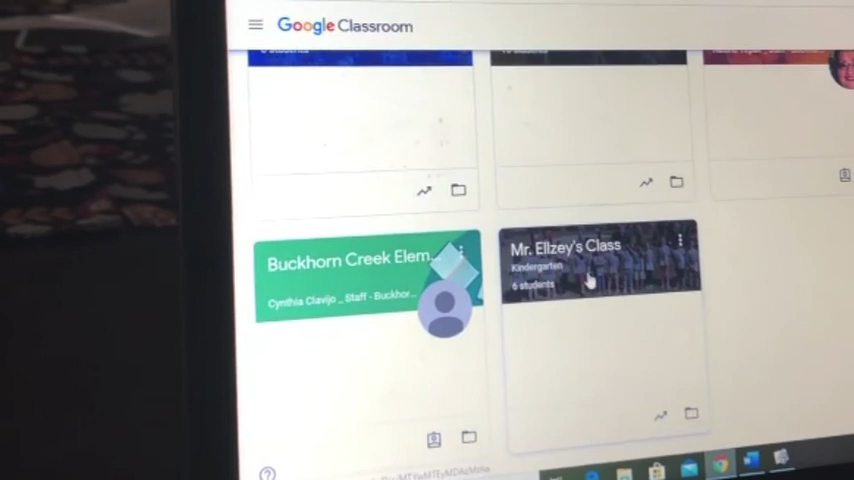 Google Classroom
Buckhorn Creek Elem...
Cynthia Clavijo _ Staff - Buckhor...
Mr. Ellzey's Class
Kindergarten
6 students